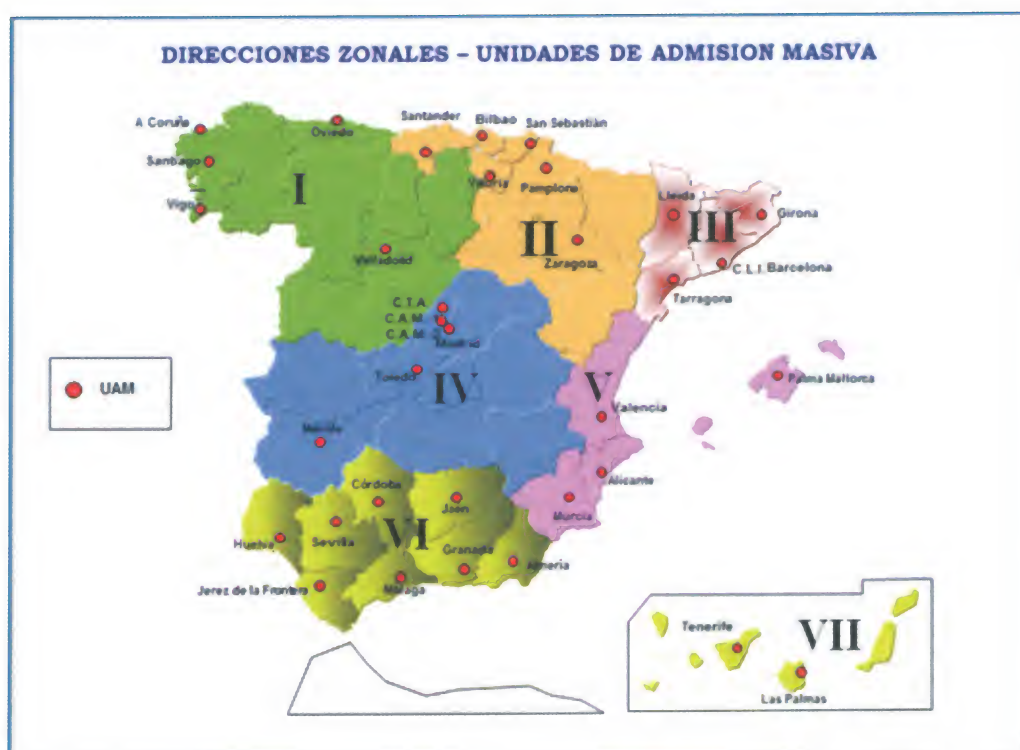 DIRECCIONES ZONALES – UNIDADES DE ADMISION MASIVA
A Coruña
Oviedo
Santander
Bilbao
San Sebastián
Santiago
Vitoria
Pamplona
Vigo
I
II
III
Lleida
Girona
Valladolid
Zaragoza
C.L.I. Barcelona
Tarragona
C.T.A.
C.A.M.
C.A.M.
Madrid
UAM
Toledo
IV
V
Palma Mallorca
Valencia
Mérida
Alicante
Córdoba
Jaén
Murcia
Huelva
Sevilla
VI
Granada
Almería
Jerez de la Frontera
Málaga
Tenerife
VII
Las Palmas